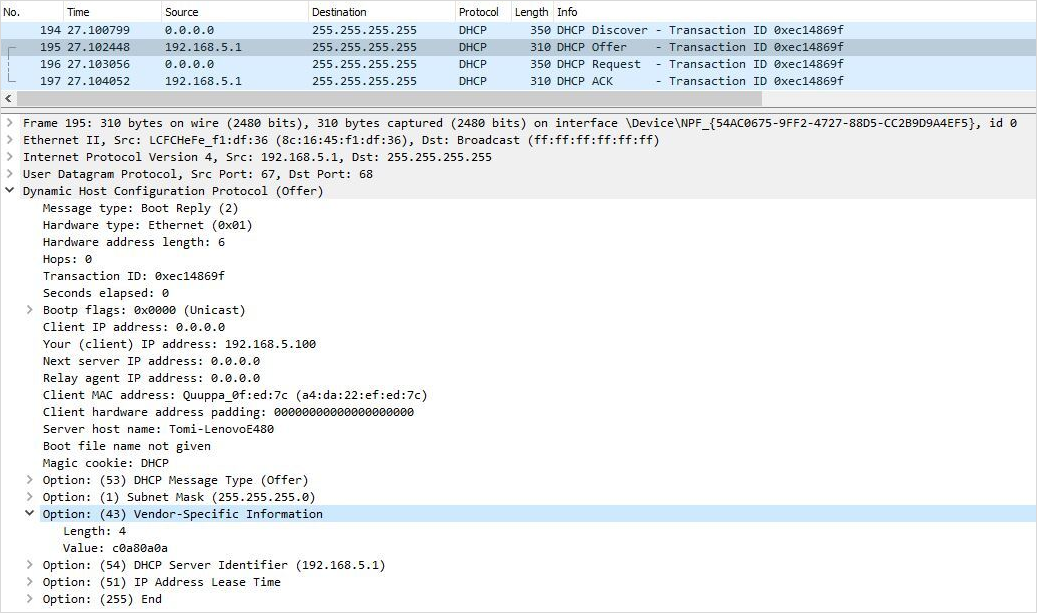 No. Time Source Destination Protocol Length Info
194 27.100799 0.0.0.0 255.255.255.255 DHCP 350 DHCP Discover - Transaction ID 0xec14869f
195 27.102448 192.168.5.1 255.255.255.255 DHCP 310 DHCP Offer - Transaction ID 0xec14869f
196 27.103056 0.0.0.0 255.255.255.255 DHCP 350 DHCP Request - Transaction ID 0xec14869f
197 27.104052 192.168.5.1 255.255.255.255 DHCP 310 DHCP ACK - Transaction ID 0xec14869f
Frame 195: 310 bytes on wire (2480 bits), 310 bytes captured (2480 bits) on interface \Device\NPF_{54AC0675-9FF2-4727-88D5-CC2B9D9A4EF5}, id 0
Ethernet II, Src: LCFCHeFe_f1:df:36 (8c:16:45:f1:df:36), Dst: Broadcast (ff:ff:ff:ff:ff:ff)
Internet Protocol Version 4, Src: 192.168.5.1, Dst: 255.255.255.255
User Datagram Protocol, Src Port: 67, Dst Port: 68
Dynamic Host Configuration Protocol (Offer)
Message type: Boot Reply (2)
Hardware type: Ethernet (0x01)
Hardware address length: 6
Hops: 0
Transaction ID: 0xec14869f
Seconds elapsed: 0
Bootp flags: 0x0000 (Unicast)
Client IP address: 0.0.0.0
Your (client) IP address: 192.168.5.100
Next server IP address: 0.0.0.0
Relay agent IP address: 0.0.0.0
Client MAC address: Quuppa_0f:ed:7c (a4:da:22:ef:ed:7c)
Client hardware address padding: 00000000000000000000
Server host name: Tomi-LenovoE480
Boot file name not given
Magic cookie: DHCP
Option: (53) DHCP Message Type (Offer)
Option: (1) Subnet Mask (255.255.255.0)
Option: (43) Vendor-Specific Information
Length: 4
Value: c0a80a0a
Option: (54) DHCP Server Identifier (192.168.5.1)
Option: (51) IP Address Lease Time
Option: (255) End